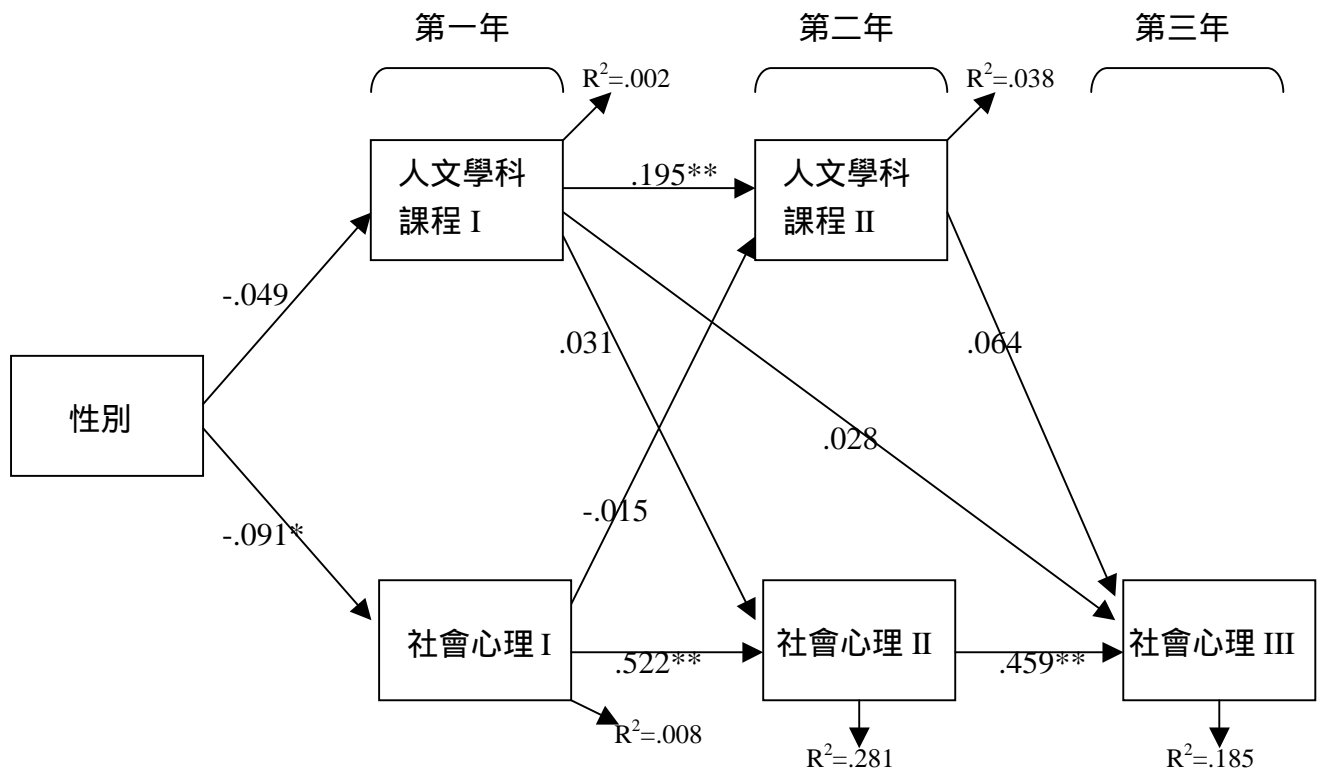 第一年
第二年
第三年
R²=.002
R²=.038
人文學科
課程 I
.195**
人文學科
課程 II
-.049
.031
.064
性別
.028
-.015
-.091*
社會心理 I
.522**
社會心理 II
.459**
社會心理 III
R²=.008
R²=.281
R²=.185